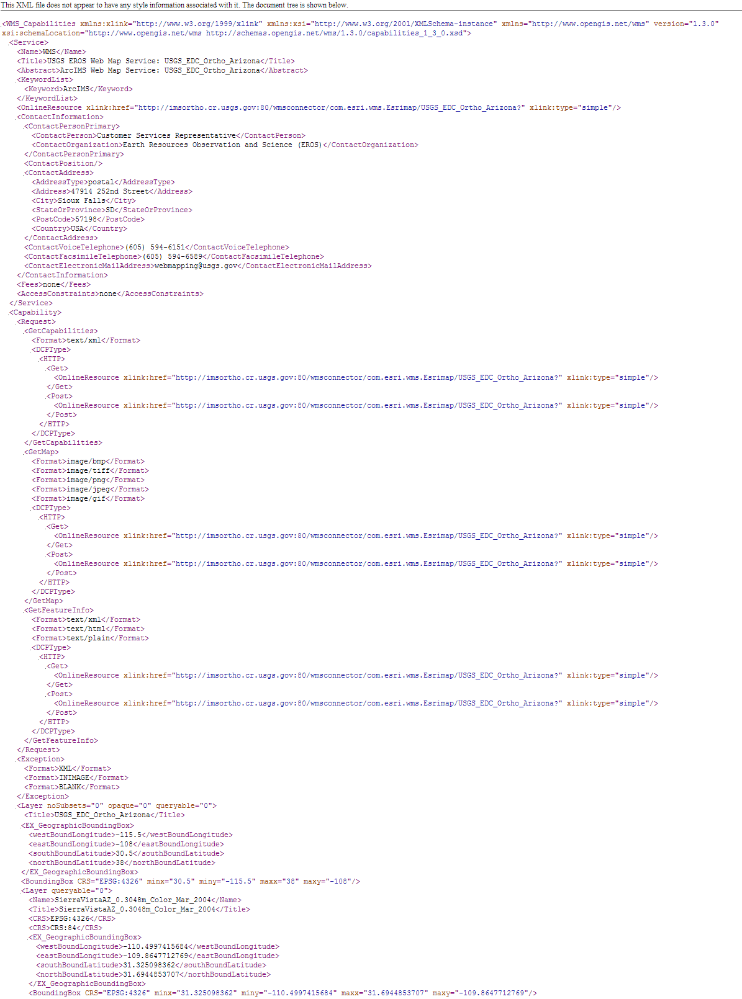 This XML file does not appear to have any style information associated with it. The document tree is shown below.
<WMS_Capabilities xmlns:xlink="http://www.w3.org/1999/xlink" xmlns:xsi="http://www.w3.org/2001/XMLSchema-instance" xmlns="http://www.opengis.net/wms" version="1.3.0"
xsi:schemaLocation="http://www.opengis.net/wms http://schemas.opengis.net/wms/1.3.0/capabilities_1_3_0.xsd">
<Service>
<Name>WMS</Name>
<Title>USGS EROS Web Map Service: USGS_EDC_Ortho_Arizona</Title>
<Abstract>ArcIMS Web Map Service: USGS_EDC_Ortho_Arizona</Abstract>
<KeywordList>
<Keyword>ArcIMS</Keyword>
</KeywordList>
<OnlineResource xlink:href="http://imsortho.cr.usgs.gov:80/wmsconnector/com.esri.wms.Esrimap/USGS_EDC_Ortho_Arizona?" xlink:type="simple"/>
<ContactInformation>
<ContactPersonPrimary>
<ContactPerson>Customer Services Representative</ContactPerson>
<ContactOrganization>Earth Resources Observation and Science (EROS)</ContactOrganization>
</ContactPersonPrimary>
<ContactPosition/>
<ContactAddress>
<AddressType>postal</AddressType>
<Address>47914 252nd Street</Address>
<City>Sioux Falls</City>
<StateOrProvince>SD</StateOrProvince>
<PostCode>57198</PostCode>
<Country>USA</Country>
</ContactAddress>
<ContactVoiceTelephone>(605) 594-6151</ContactVoiceTelephone>
<ContactFacsimileTelephone>(605) 594-6589</ContactFacsimileTelephone>
<ContactElectronicMailAddress>webmapping@usgs.gov</ContactElectronicMailAddress>
</ContactInformation>
<Fees>none</Fees>
<AccessConstraints>none</AccessConstraints>
</Service>
<Capability>
<Request>
<GetCapabilities>
<Format>text/xml</Format>
<DCPType>
<HTTP>
<Get>
<OnlineResource xlink:href="http://imsortho.cr.usgs.gov:80/wmsconnector/com.esri.wms.Esrimap/USGS_EDC_Ortho_Arizona?" xlink:type="simple"/>
</Get>
<Post>
<OnlineResource xlink:href="http://imsortho.cr.usgs.gov:80/wmsconnector/com.esri.wms.Esrimap/USGS_EDC_Ortho_Arizona?" xlink:type="simple"/>
</Post>
</HTTP>
</DCPType>
</GetCapabilities>
<GetMap>
<Format>image/bmp</Format>
<Format>image/tiff</Format>
<Format>image/png</Format>
<Format>image/jpeg</Format>
<Format>image/gif</Format>
<DCPType>
<HTTP>
<Get>
<OnlineResource xlink:href="http://imsortho.cr.usgs.gov:80/wmsconnector/com.esri.wms.Esrimap/USGS_EDC_Ortho_Arizona?" xlink:type="simple"/>
</Get>
<Post>
<OnlineResource xlink:href="http://imsortho.cr.usgs.gov:80/wmsconnector/com.esri.wms.Esrimap/USGS_EDC_Ortho_Arizona?" xlink:type="simple"/>
</Post>
</HTTP>
</DCPType>
</GetMap>
<GetFeatureInfo>
<Format>text/xml</Format>
<Format>text/html</Format>
<Format>text/plain</Format>
<DCPType>
<HTTP>
<Get>
<OnlineResource xlink:href="http://imsortho.cr.usgs.gov:80/wmsconnector/com.esri.wms.Esrimap/USGS_EDC_Ortho_Arizona?" xlink:type="simple"/>
</Get>
<Post>
<OnlineResource xlink:href="http://imsortho.cr.usgs.gov:80/wmsconnector/com.esri.wms.Esrimap/USGS_EDC_Ortho_Arizona?" xlink:type="simple"/>
</Post>
</HTTP>
</DCPType>
</GetFeatureInfo>
</Request>
<Exception>
<Format>XML</Format>
<Format>INIMAGE</Format>
<Format>BLANK</Format>
</Exception>
<Layer noSubsets="0" opaque="0" queryable="0">
<Title>USGS_EDC_Ortho_Arizona</Title>
<EX_GeographicBoundingBox>
<westBoundLongitude>-115.5</westBoundLongitude>
<eastBoundLongitude>-108</eastBoundLongitude>
<southBoundLatitude>30.5</southBoundLatitude>
<northBoundLatitude>38</northBoundLatitude>
</EX_GeographicBoundingBox>
<BoundingBox CRS="EPSG:4326" minx="30.5" miny="-115.5" maxx="38" maxy="-108"/>
<Layer queryable="0">
<Name>SierraVistaAZ_0.3048m_Color_Mar_2004</Name>
<Title>SierraVistaAZ_0.3048m_Color_Mar_2004</Title>
<CRS>EPSG:4326</CRS>
<CRS>CRS:84</CRS>
<EX_GeographicBoundingBox>
<westBoundLongitude>-110.4997415684</westBoundLongitude>
<eastBoundLongitude>-109.8647712769</eastBoundLongitude>
<southBoundLatitude>31.325098362</southBoundLatitude>
<northBoundLatitude>31.6944853707</northBoundLatitude>
</EX_GeographicBoundingBox>
<BoundingBox CRS="EPSG:4326" minx="31.325098362" miny="-110.4997415684" maxx="31.6944853707" maxy="-109.8647712769"/>